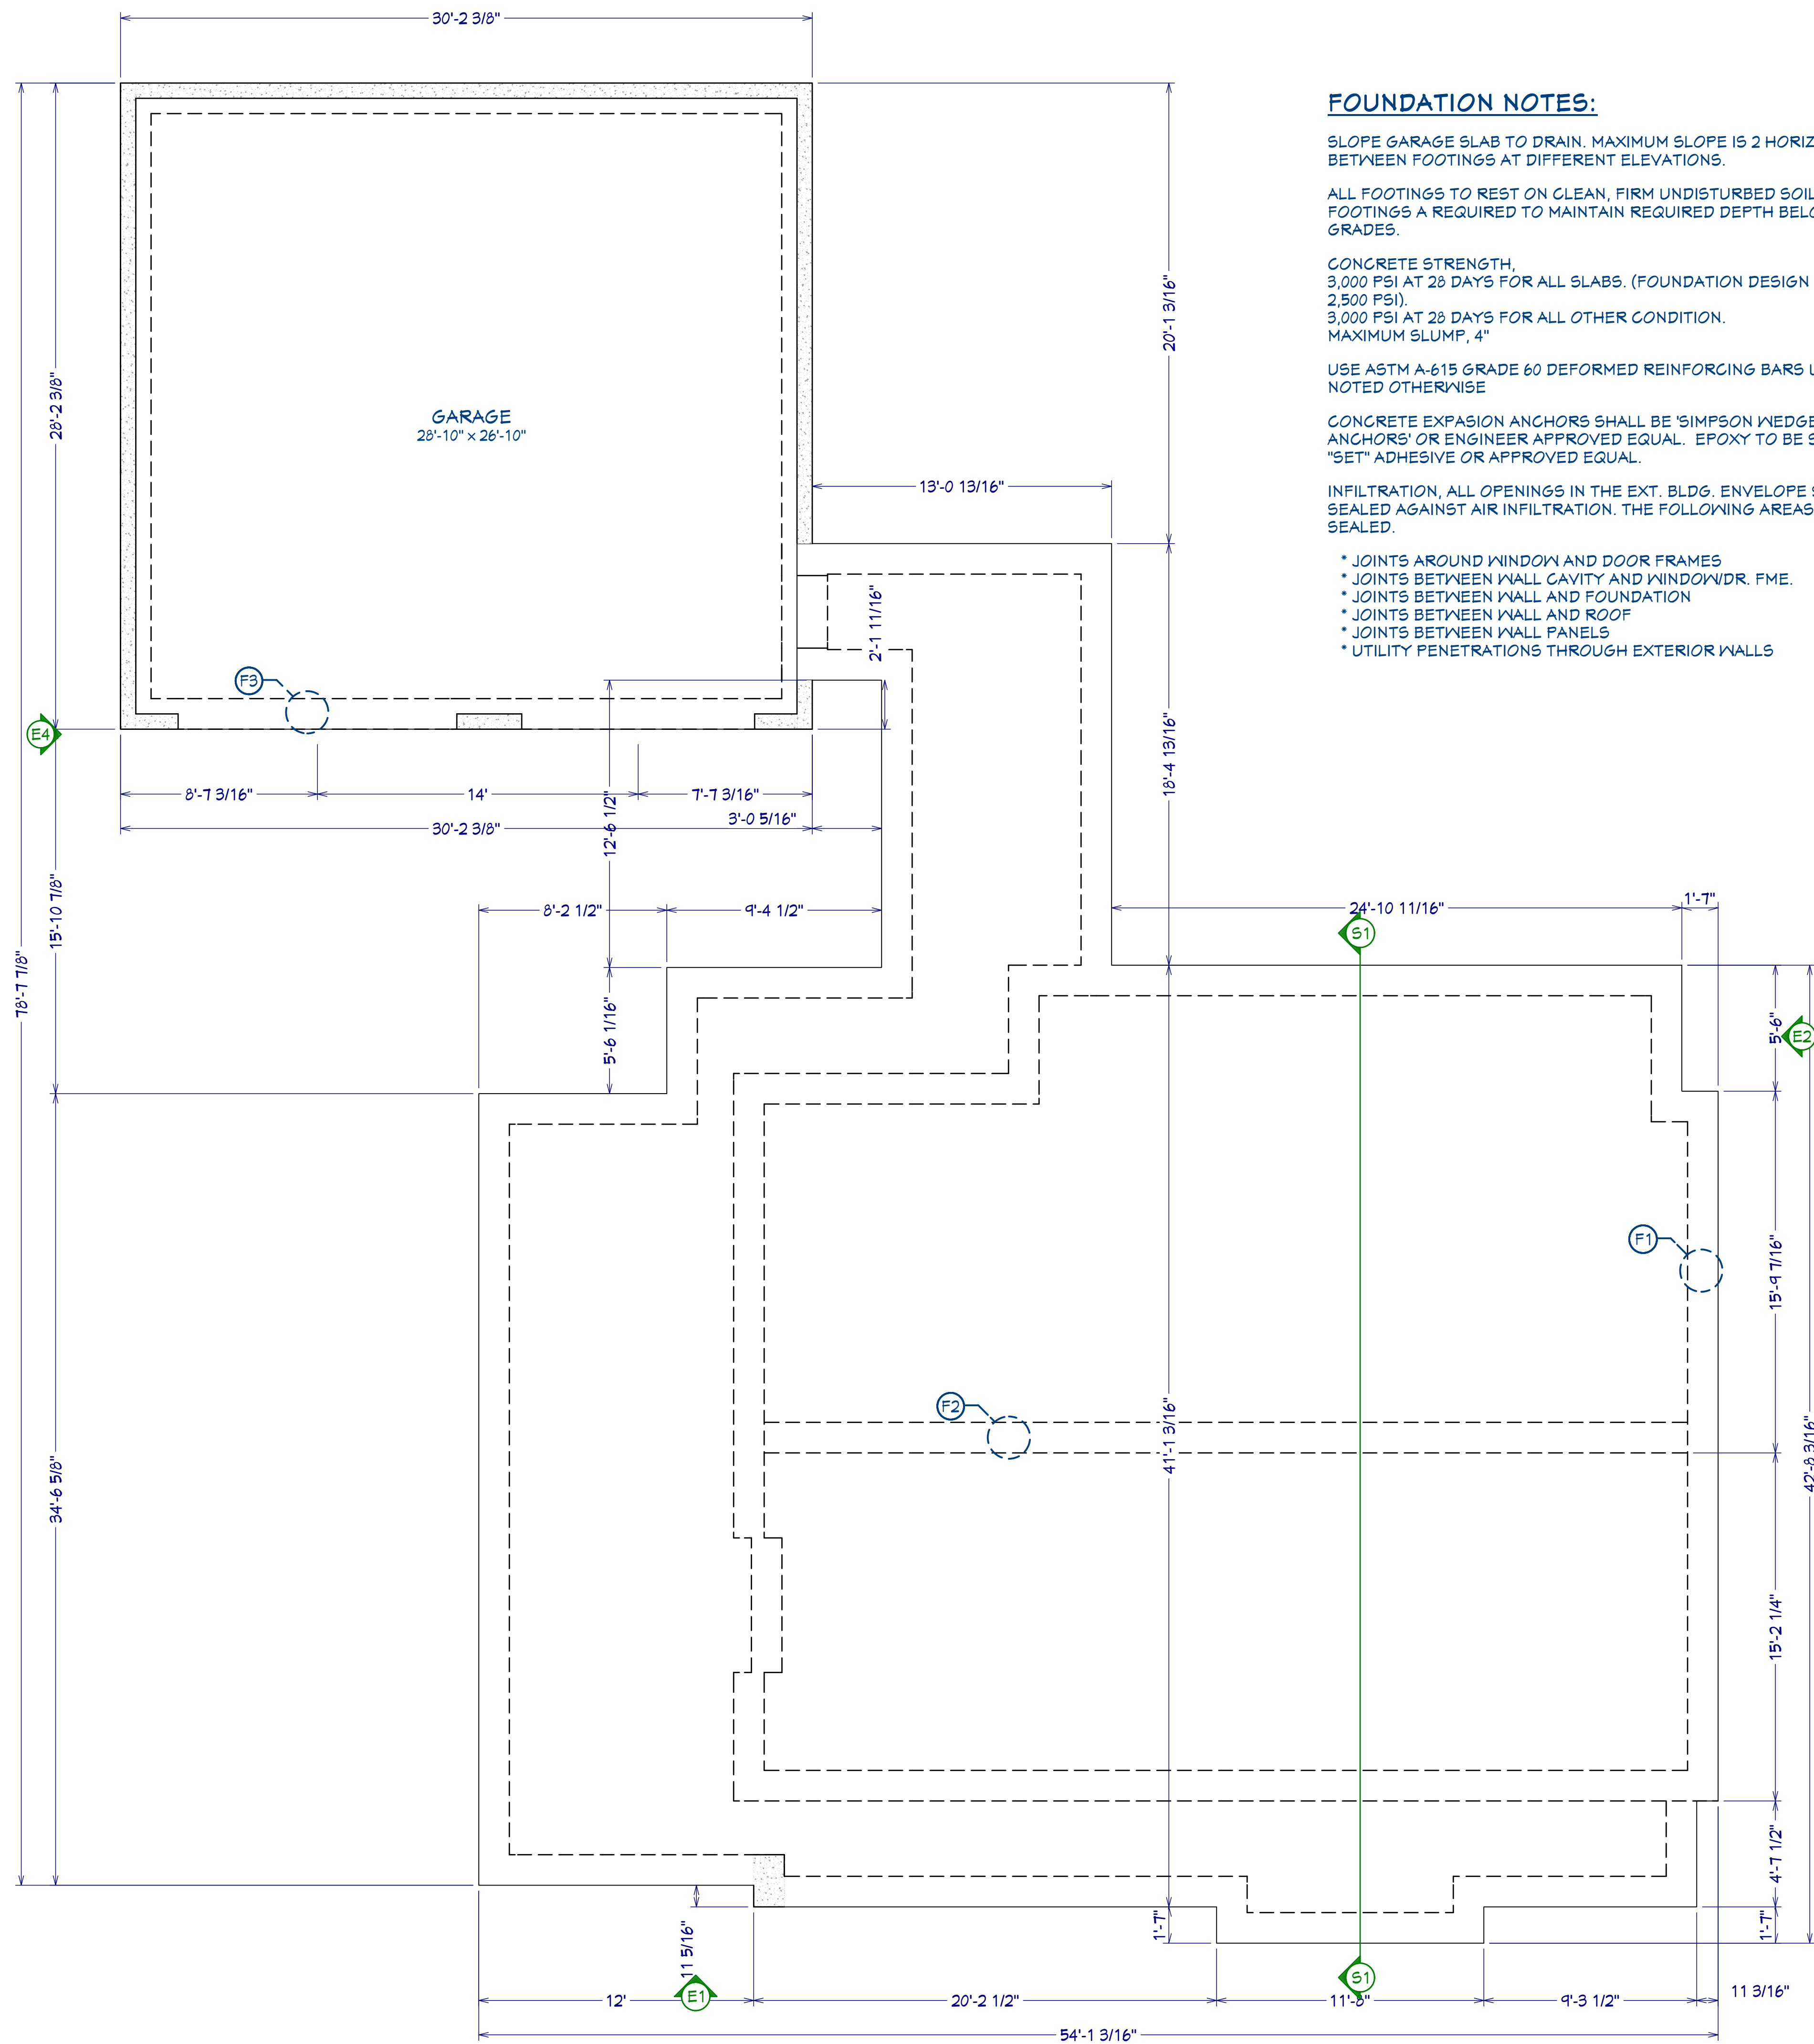 30'-2 3/8"
FOUNDATION NOTES:
SLOPE GARAGE SLAB TO DRAIN. MAXIMUM SLOPE IS 2 HORIZ
BETWEEN FOOTINGS AT DIFFERENT ELEVATIONS.
ALL FOOTINGS TO REST ON CLEAN, FIRM UNDISTURBED SOIL
FOOTINGS A REQUIRED TO MAINTAIN REQUIRED DEPTH BELO
GRADES.
CONCRETE STRENGTH,
3,000 PSI AT 28 DAYS FOR ALL SLABS. (FOUNDATION DESIGN
2,500 PSI).
3,000 PSI AT 28 DAYS FOR ALL OTHER CONDITION.
MAXIMUM SLUMP, 4"
USE ASTM A-615 GRADE 60 DEFORMED REINFORCING BARS U
NOTED OTHERWISE
CONCRETE EXPASION ANCHORS SHALL BE 'SIMPSON WEDGE
ANCHORS' OR ENGINEER APPROVED EQUAL. EPOXY TO BE S
"SET" ADHESIVE OR APPROVED EQUAL.
INFILTRATION, ALL OPENINGS IN THE EXT. BLDG. ENVELOPE S
SEALED AGAINST AIR INFILTRATION. THE FOLLOWING AREAS
SEALED.
* JOINTS AROUND WINDOW AND DOOR FRAMES
* JOINTS BETWEEN WALL CAVITY AND WINDOW/DR. FME.
* JOINTS BETWEEN WALL AND FOUNDATION
* JOINTS BETWEEN WALL AND ROOF
* JOINTS BETWEEN WALL PANELS
* UTILITY PENETRATIONS THROUGH EXTERIOR WALLS
20'-1 3/16"
28'-2 3/8"
GARAGE
28'-10" x 26'-10"
13'-0 13/16"
2'-1 11/16"
F3
E4
18'-4 13/16"
8'-7 3/16"
14'
7'-7 3/16"
30'-2 3/8"
3'-0 5/16"
12'-6 1/2"
15'-10 7/8"
78'-7 7/8"
8'-2 1/2"
9'-4 1/2"
24'-10 11/16"
1'-7"
S1
5'-6 1/16"
5'-6"
E2
F1
15'-9 7/16"
F2
41'-1 3/16"
42'-8 3/16"
34'-6 5/8"
15'-2 1/4"
4'-7 1/2"
1'-7"
1'-7"
11 5/16"
E1
S1
12'
20'-2 1/2"
11'-8"
9'-3 1/2"
11 3/16"
54'-1 3/16"